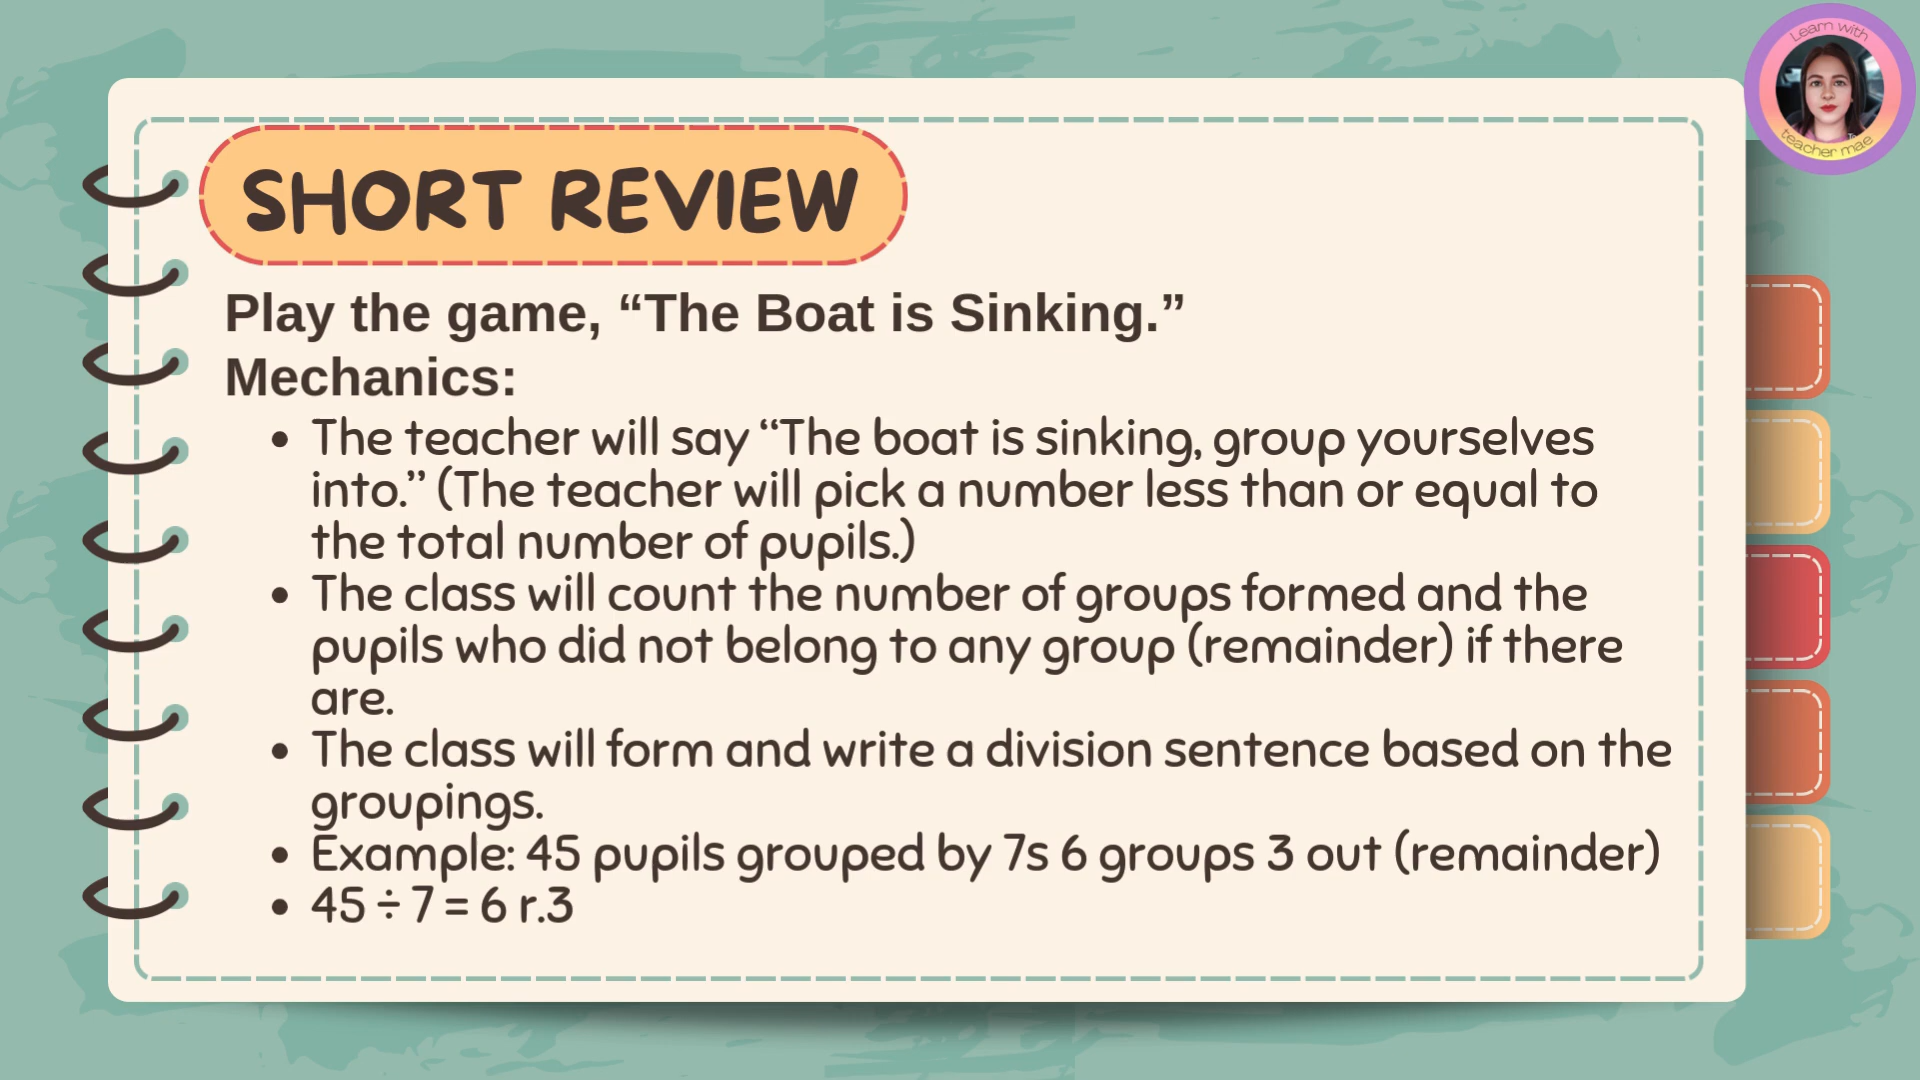 Learn with
teacher mae
SHORT REVIEW
Play the game, “The Boat is Sinking.”
Mechanics:
• The teacher will say “The boat is sinking, group yourselves
into.” (The teacher will pick a number less than or equal to
the total number of pupils.)
• The class will count the number of groups formed and the
pupils who did not belong to any group (remainder) if there
are.
• The class will form and write a division sentence based on the
groupings.
• Example: 45 pupils grouped by 7s 6 groups 3 out (remainder)
• 45 ÷ 7 = 6 r.3